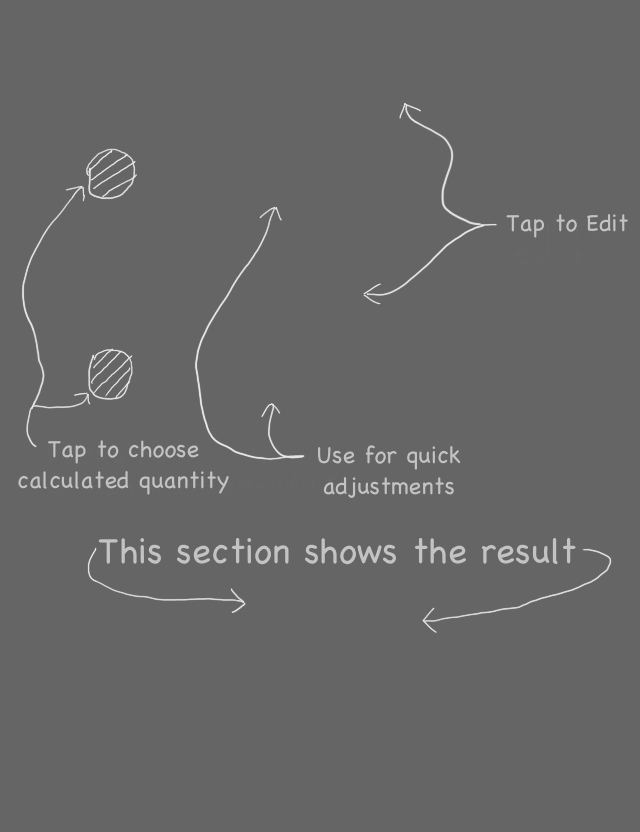 Tap to Edit
Tap to choose
calculated quantity
Use for quick
adjustments
This section shows the result